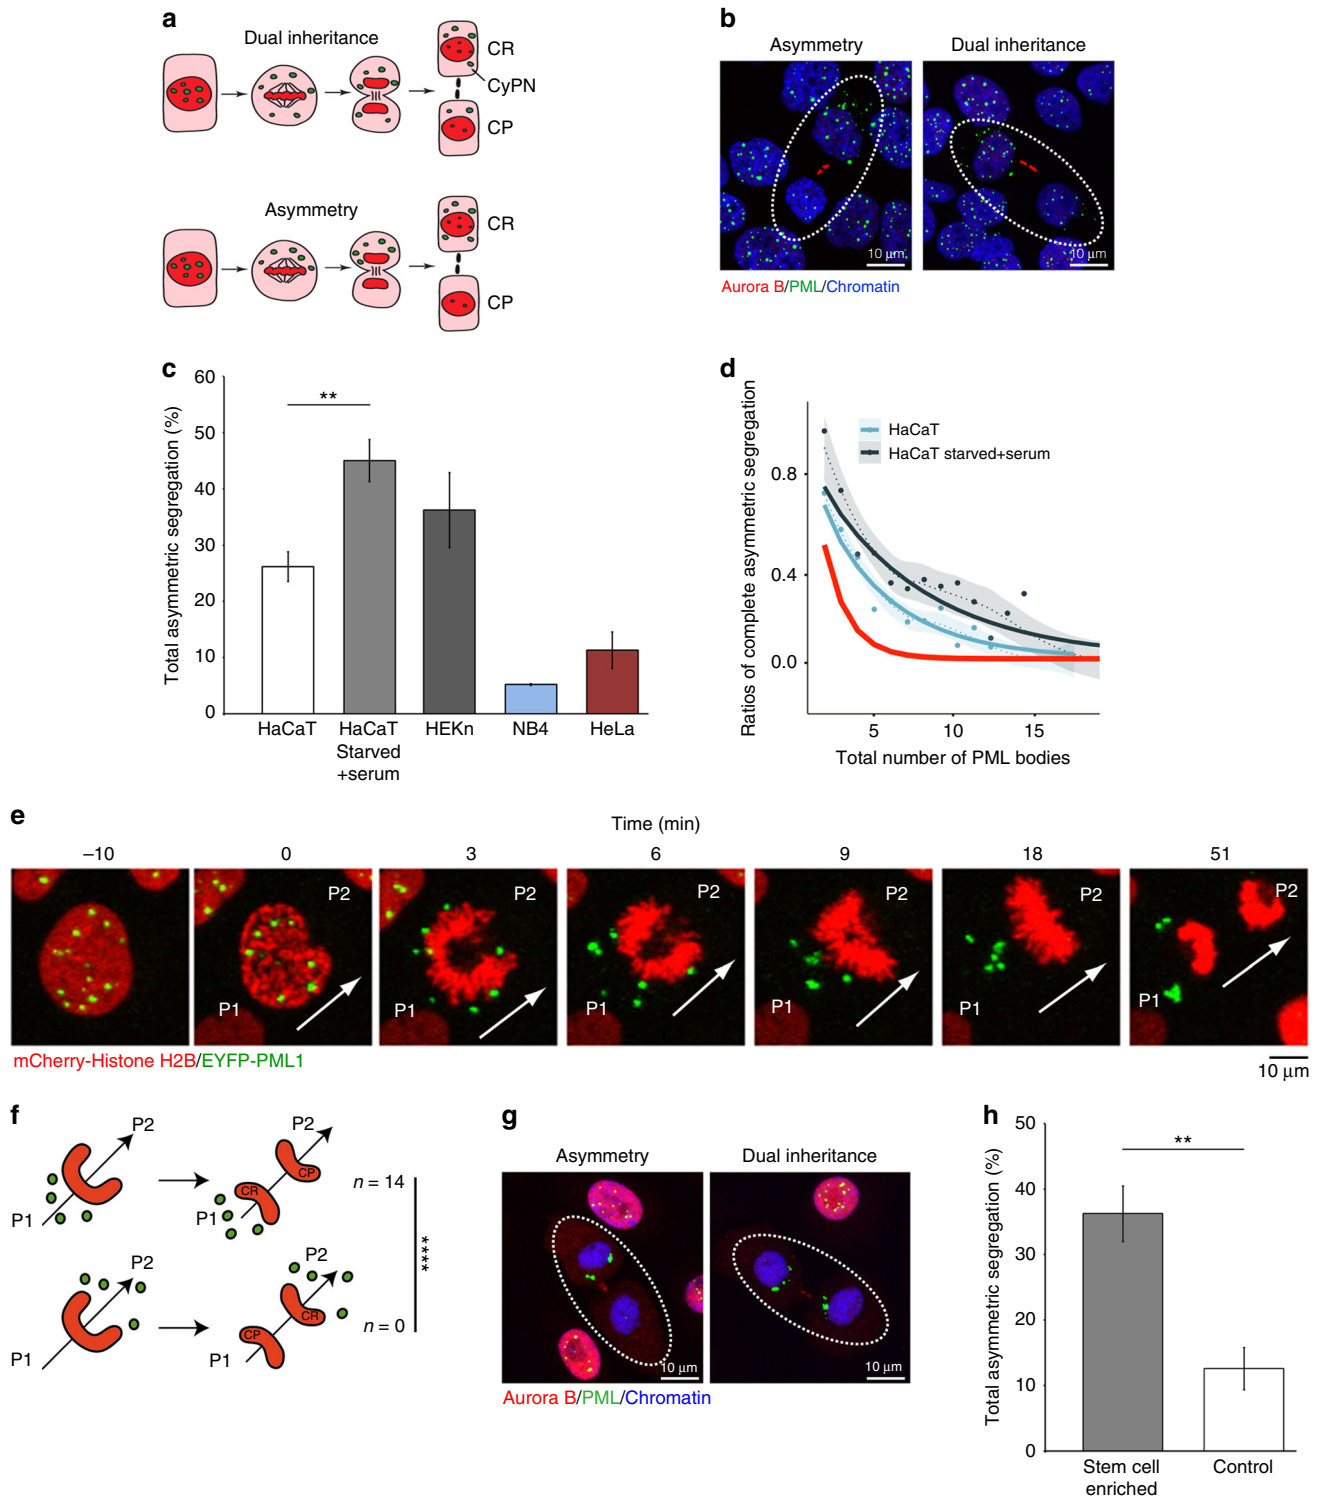 a
Dual inheritance
CR
CyPN
CP
Asymmetry
CR
CP
b
Asymmetry
Dual inheritance
10 µm
10 µm
Aurora B/PML/Chromatin
c
Total asymmetric segregation (%)
60
50
40
30
20
10
0
HaCaT
HaCaT
Starved
+serum
HEKn
NB4
HeLa
**
d
Ratios of complete asymmetric segregation
0.8
0.4
0.0
HaCaT
HaCaT starved+serum
5
10
15
Total number of PML bodies
e
Time (min)
–10
0
3
6
9
18
51
P2
P2
P2
P2
P2
P2
P1
P1
P1
P1
P1
mCherry-Histone H2B/EYFP-PML1
10 µm
f
P2
P1
P2
CP
CR
P1
n = 14
****
P2
P1
P2
CR
CP
P1
n = 0
g
Asymmetry
Dual inheritance
10 µm
10 µm
Aurora B/PML/Chromatin
h
Total asymmetric segregation (%)
50
40
30
20
10
0
**
Stem cell
enriched
Control